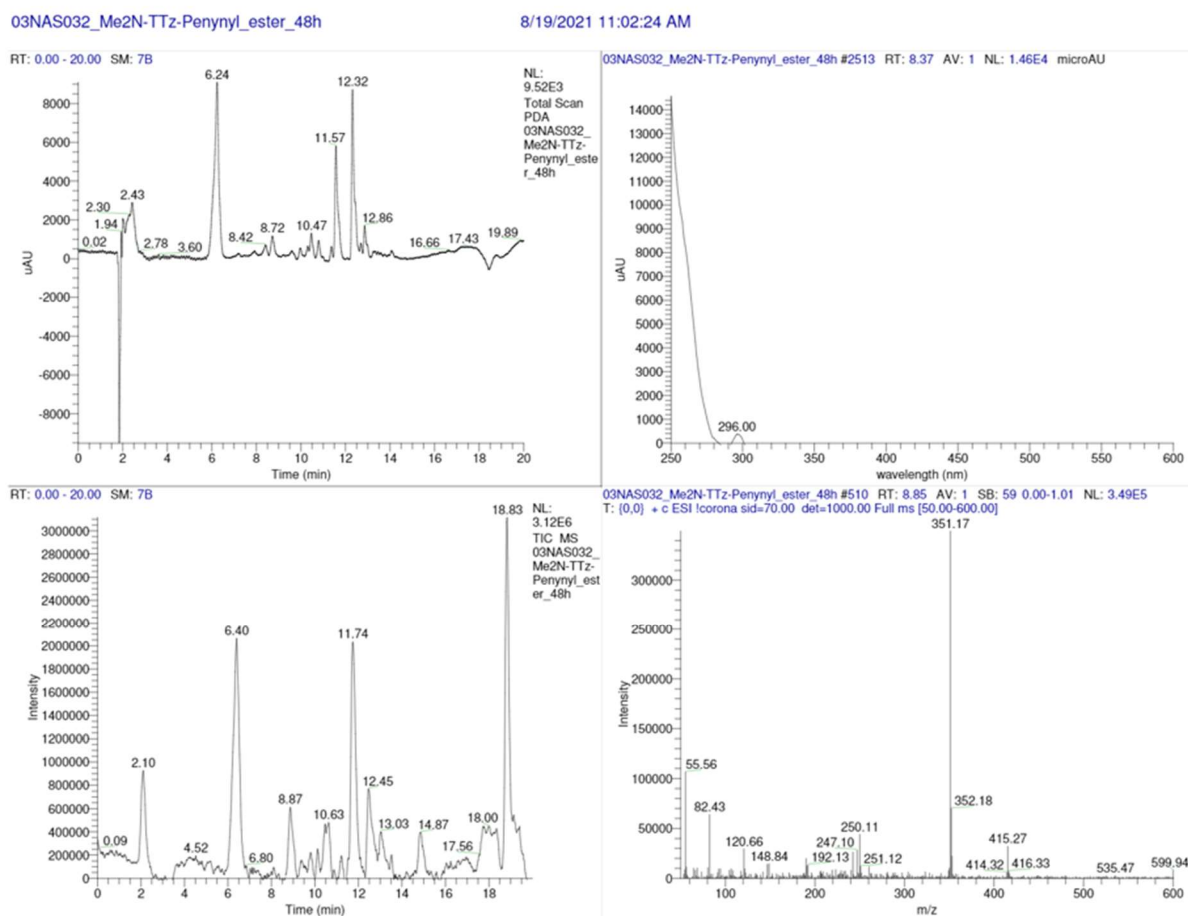 03NAS032_Me2N-TTz-Penynyl_ester_48h 8/19/2021 11:02:24 AM
RT: 0.00 - 20.00 SM: 7B
NL:
9.52E3
Total Scan
PDA
03NAS032_
Me2N-TTz-
Penynyl_este
r_48h
6.24
12.32
11.57
2.43
2.30
1.94
0.02
2.78
3.60
8.42
8.72
10.47
12.86
16.66
17.43
19.89
8000
6000
4000
2000
0
-2000
-4000
-6000
-8000
uAU
0 2 4 6 8 10 12 14 16 18 20
Time (min)
03NAS032_Me2N-TTz-Penynyl_ester_48h #2513 RT: 8.37 AV: 1 NL: 1.46E4 microAU
14000
13000
12000
11000
10000
9000
8000
7000
6000
5000
4000
3000
2000
1000
0
uAU
296.00
250 300 350 400 450 500 550 600
wavelength (nm)
RT: 0.00 - 20.00 SM: 7B
NL:
3.12E6
TIC MS
03NAS032_
Me2N-TTz-
Penynyl_est
er_48h
18.83
6.40
11.74
2.10
12.45
8.87
10.63
13.03
14.87
18.00
17.56
0.09
4.52
6.80
3000000
2800000
2600000
2400000
2200000
2000000
1800000
1600000
1400000
1200000
1000000
800000
600000
400000
200000
0
Intensity
0 2 4 6 8 10 12 14 16 18
Time (min)
03NAS032_Me2N-TTz-Penynyl_ester_48h #510 RT: 8.85 AV: 1 SB: 59 0.00-1.01 NL: 3.49E5
T: {0,0} + c ESI !corona sid=70.00 det=1000.00 Full ms [50.00-600.00]
351.17
55.56
82.43
352.18
120.66
148.84
247.10
250.11
192.13
251.12
415.27
414.32
416.33
535.47
599.94
300000
250000
200000
150000
100000
50000
0
Intensity
100 200 300 400 500 600
m/z